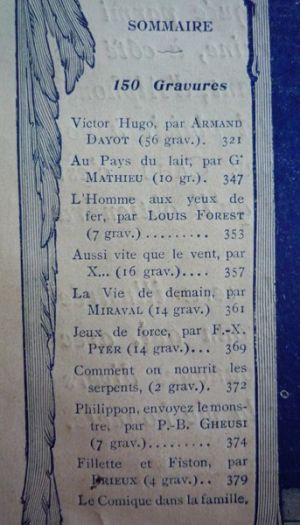 SOMMAIRE
150 Gravures
Victor Hugo, par ARMAND
DAYOT (56 grav.). 321
Au Pays du lait, par Gl
MATHIEU (10 gr.). 347
L'Homme aux yeux de
fer, par LOUIS FOREST
(7 grav.) ......... 353
Aussi vite que le vent, par
X... (16 grav.).... 357
La Vie de demain, par
MIRAVAL (14 grav.) 361
Jeux de force, par F.-X.
PYER (14 grav.)... 369
Comment on nourrit les
serpents, (2 grav.). 372
Philippon, envoyez le mons-
tre, par P.-B. GHEUSI
(7 grav.)......... 374
Fillette et Fiston, par
BRIEUX (4 grav.).. 379
Le Comique dans la famille,